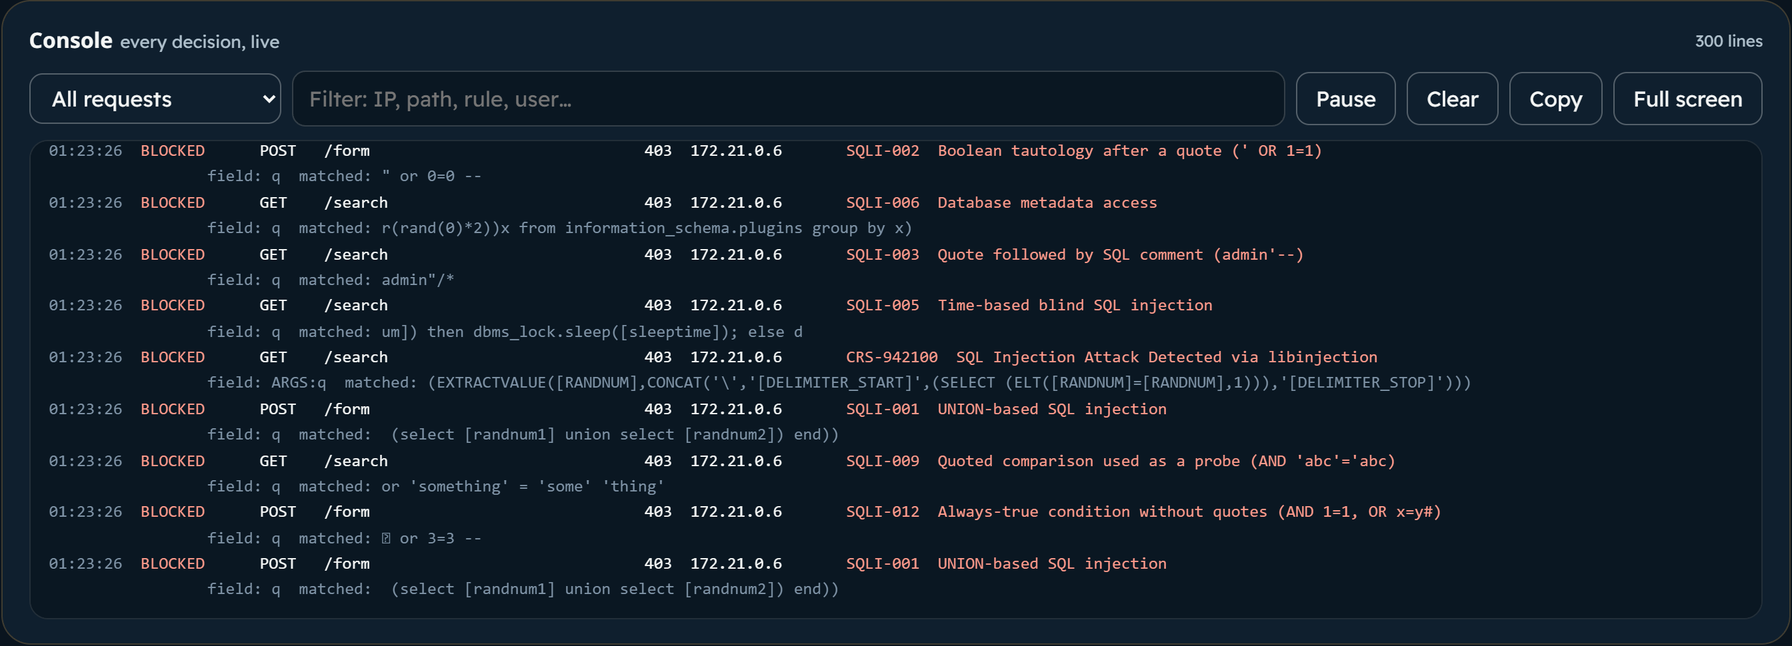 Console every decision, live
300 lines
All requests
Filter: IP, path, rule, user...
Pause
Clear
Copy
Full screen
01:23:26 BLOCKED POST /form 403 172.21.0.6 SQLI-002 Boolean tautology after a quote (' OR 1=1)
field: q matched: " or 0=0 --
01:23:26 BLOCKED GET /search 403 172.21.0.6 SQLI-006 Database metadata access
field: q matched: r(rand(0)*2))x from information_schema.plugins group by x)
01:23:26 BLOCKED GET /search 403 172.21.0.6 SQLI-003 Quote followed by SQL comment (admin'--)
field: q matched: admin"/*
01:23:26 BLOCKED GET /search 403 172.21.0.6 SQLI-005 Time-based blind SQL injection
field: q matched: um]) then dbms_lock.sleep([sleeptime]); else d
01:23:26 BLOCKED GET /search 403 172.21.0.6 CRS-942100 SQL Injection Attack Detected via libinjection
field: ARGS:q matched: (EXTRACTVALUE([RANDNUM],CONCAT('\','[DELIMITER_START]',(SELECT (ELT([RANDNUM]=[RANDNUM],1))),'[DELIMITER_STOP]')))
01:23:26 BLOCKED POST /form 403 172.21.0.6 SQLI-001 UNION-based SQL injection
field: q matched: (select [randnum1] union select [randnum2]) end))
01:23:26 BLOCKED GET /search 403 172.21.0.6 SQLI-009 Quoted comparison used as a probe (AND 'abc'='abc)
field: q matched: or 'something' = 'some' 'thing'
01:23:26 BLOCKED POST /form 403 172.21.0.6 SQLI-012 Always-true condition without quotes (AND 1=1, OR x=y#)
field: q matched: or 3=3 --
01:23:26 BLOCKED POST /form 403 172.21.0.6 SQLI-001 UNION-based SQL injection
field: q matched: (select [randnum1] union select [randnum2]) end))